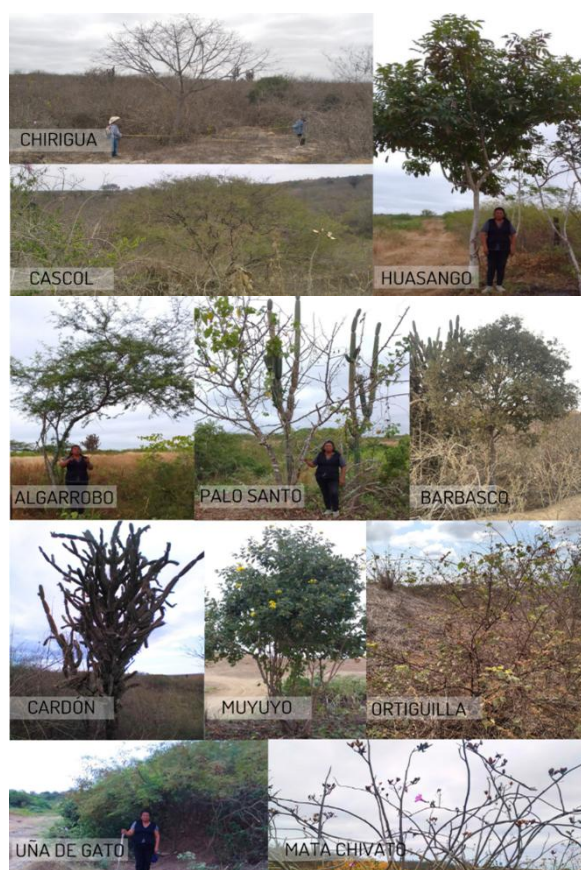 CHIRIGUA
CASCOL
HUASANGO
ALGARROBO
PALO SANTO
BARBASCO
CARDÓN
MUYUYO
ORTIGUILLA
UÑA DE GATO
MATA CHIVATO